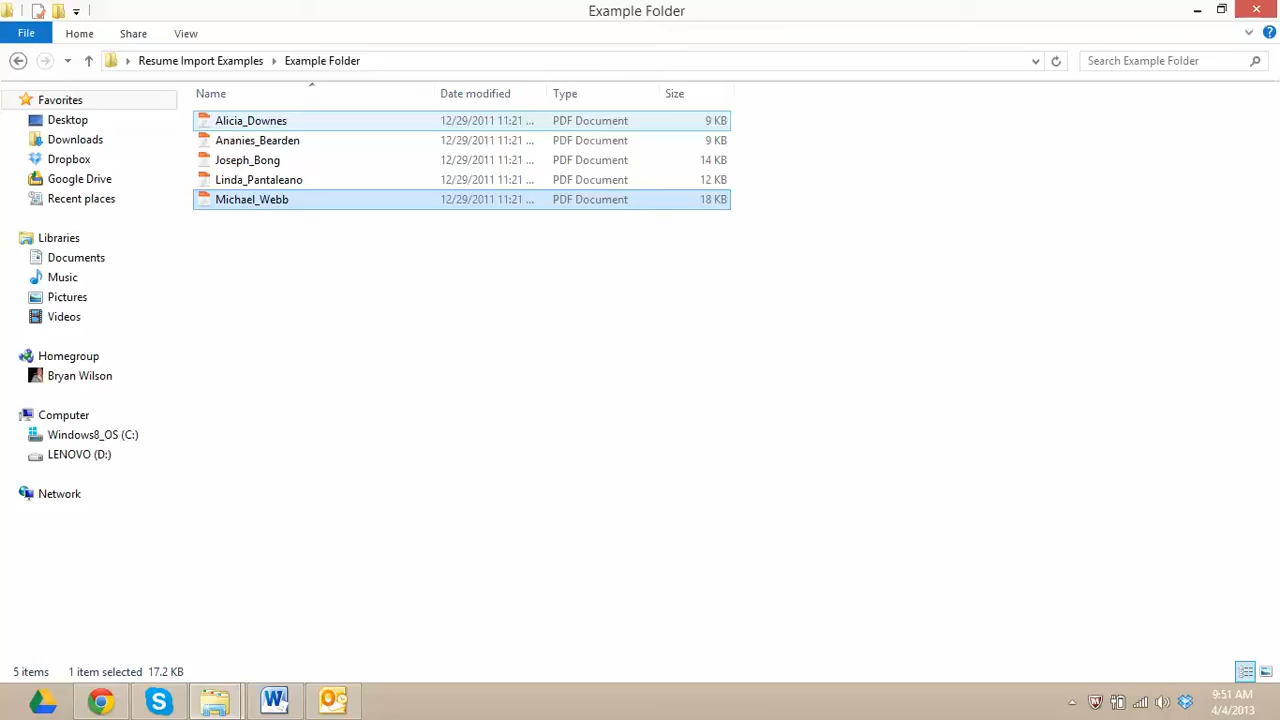 Example Folder
File Home Share View
Resume Import Examples Example Folder Search Example Folder
Name Date modified Type Size
Favorites
Desktop
Downloads
Dropbox
Google Drive
Recent places
Libraries
Documents
Music
Pictures
Videos
Homegroup
Bryan Wilson
Computer
Windows8_OS (C:)
LENOVO (D:)
Network
Alicia_Downes 12/29/2011 11:21 ... PDF Document 9 KB
Ananies_Bearden 12/29/2011 11:21 ... PDF Document 9 KB
Joseph_Bong 12/29/2011 11:21 ... PDF Document 14 KB
Linda_Pantaleano 12/29/2011 11:21 ... PDF Document 12 KB
Michael_Webb 12/29/2011 11:21 ... PDF Document 18 KB
5 items 1 item selected 17.2 KB
9:51 AM
4/4/2013